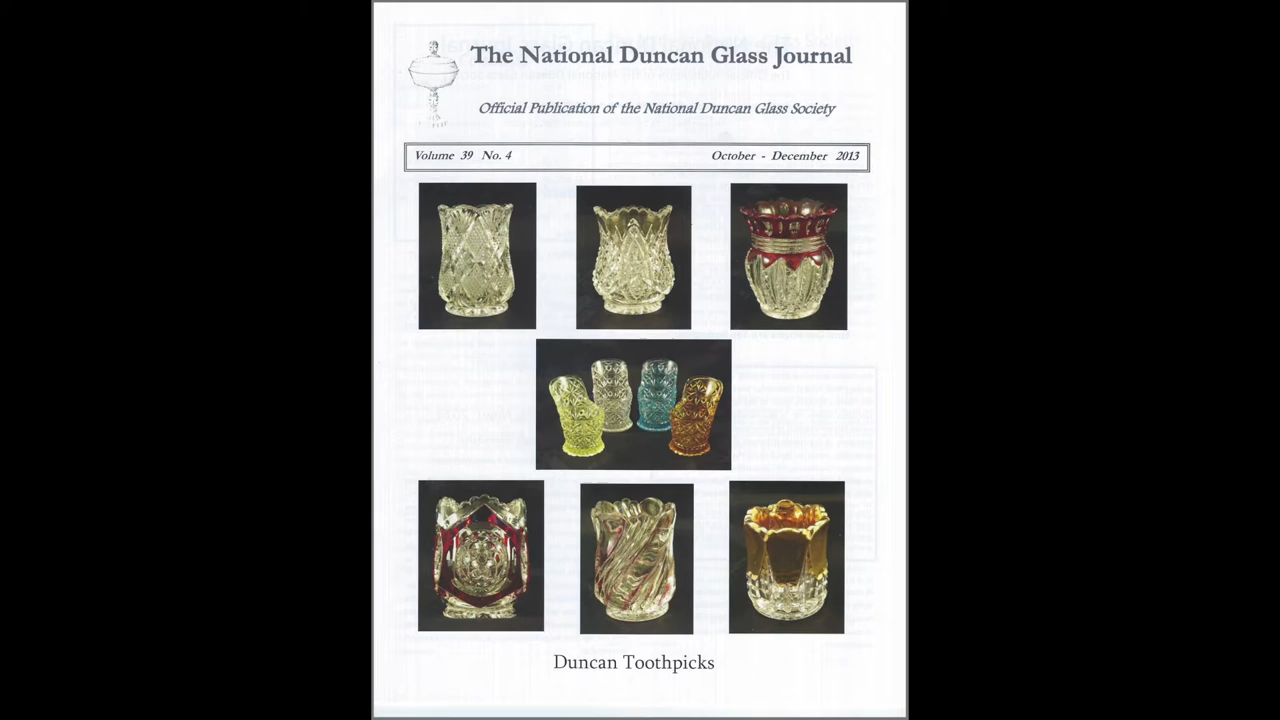 The National Duncan Glass Journal
Official Publication of the National Duncan Glass Society
Volume 39 No. 4 October - December 2013
Duncan Toothpicks